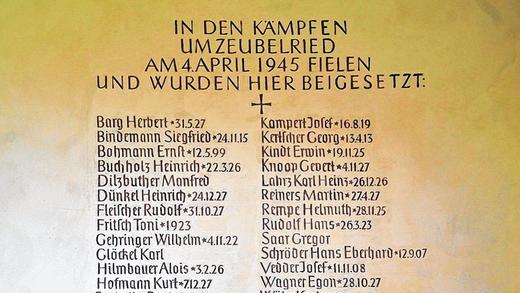 IN DEN KÄMPFEN
UM ZEUBELRIED
AM 4. APRIL 1945 FIELEN
UND WURDEN HIER BEIGESETZT:
Barg Herbert *31.5.27
Bindemann Siegfried *24.11.15
Bohmann Ernst *12.5.99
Buchholz Heinrich *22.3.26
Dilzbuther Manfred
Dünkel Heinrich *24.12.27
Fleischer Rudolf *31.10.27
Fritsch Toni *1923
Gehringer Wilhelm *4.11.22
Glöckel Karl
Hilmbauer Alois *3.2.26
Hofmann Kurt *7.12.27
Kampert Josef *16.8.19
Kertscher Georg *13.4.13
Kindt Erwin *19.11.25
Knoop Gevert *4.11.27
Lahrz Karl Heinz *26.12.26
Reiners Martin *27.4.27
Rempe Helmuth *28.11.25
Rudolf Hans *26.3.23
Saar Gregor
Schröder Hans Eberhard *12.9.07
Vedder Josef *11.11.08
Wagner Egon *28.10.27